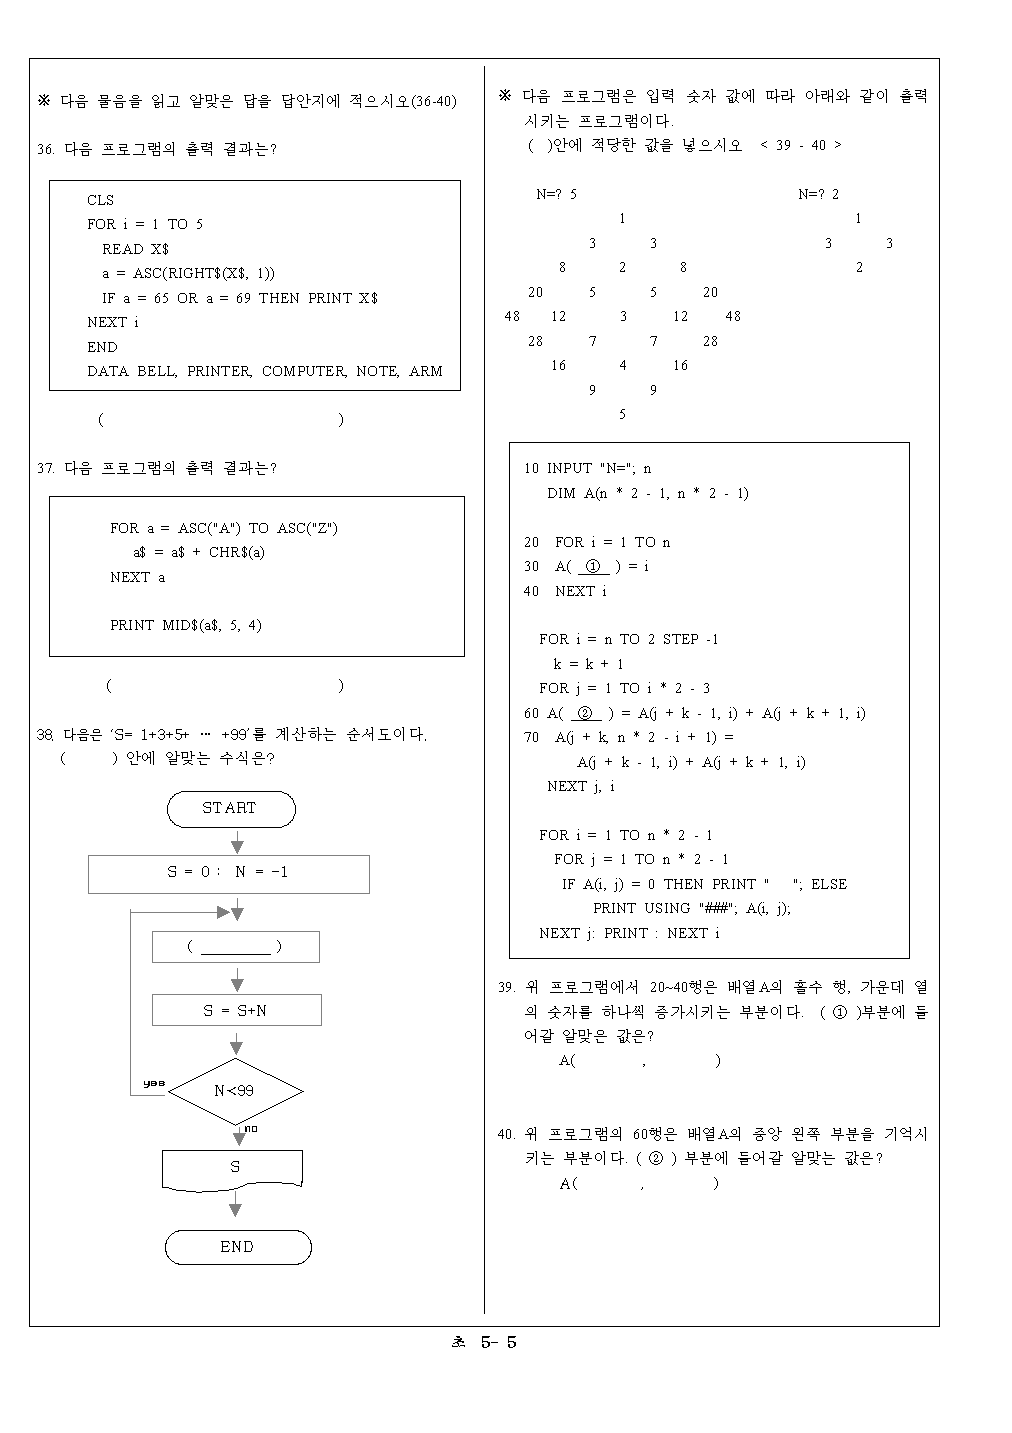 ※ 다음 물음을 읽고 알맞은 답을 답안지에 적으시오(36-40)
36. 다음 프로그램의 출력 결과는?
CLS
FOR i = 1 TO 5
READ X$
a = ASC(RIGHT$(X$, 1))
IF a = 65 OR a = 69 THEN PRINT X$
NEXT i
END
DATA BELL, PRINTER, COMPUTER, NOTE, ARM
( )
37. 다음 프로그램의 출력 결과는?
FOR a = ASC("A") TO ASC("Z")
a$ = a$ + CHR$(a)
NEXT a
PRINT MID$(a$, 5, 4)
( )
38. 다음은 ‘S= 1+3+5+ … +99’를 계산하는 순서도이다.
( ) 안에 알맞는 수식은?
START
S = 0 : N = -1
( __________ )
S = S+N
N<99
yes
no
S
END
※ 다음 프로그램은 입력 숫자 값에 따라 아래와 같이 출력
시키는 프로그램이다.
( )안에 적당한 값을 넣으시오 < 39 - 40 >
N=? 5 N=? 2
1 1
3 3 3 3
8 2 8 2
20 5 5 20
48 12 3 12 48
28 7 7 28
16 4 16
9 9
5
10 INPUT "N="; n
DIM A(n * 2 - 1, n * 2 - 1)
20 FOR i = 1 TO n
30 A( ① ) = i
40 NEXT i
FOR i = n TO 2 STEP -1
k = k + 1
FOR j = 1 TO i * 2 - 3
60 A( ② ) = A(j + k - 1, i) + A(j + k + 1, i)
70 A(j + k, n * 2 - i + 1) =
A(j + k - 1, i) + A(j + k + 1, i)
NEXT j, i
FOR i = 1 TO n * 2 - 1
FOR j = 1 TO n * 2 - 1
IF A(i, j) = 0 THEN PRINT "   "; ELSE
PRINT USING "###"; A(i, j);
NEXT j: PRINT : NEXT i
39. 위 프로그램에서 20~40행은 배열A의 홀수 행, 가운데 열
의 숫자를 하나씩 증가시키는 부분이다. ( ① )부분에 들
어갈 알맞은 값은?
A( , )
40. 위 프로그램의 60행은 배열A의 중앙 왼쪽 부분을 기억시
키는 부분이다. ( ② ) 부분에 들어갈 알맞는 값은?
A( , )
초 5- 5